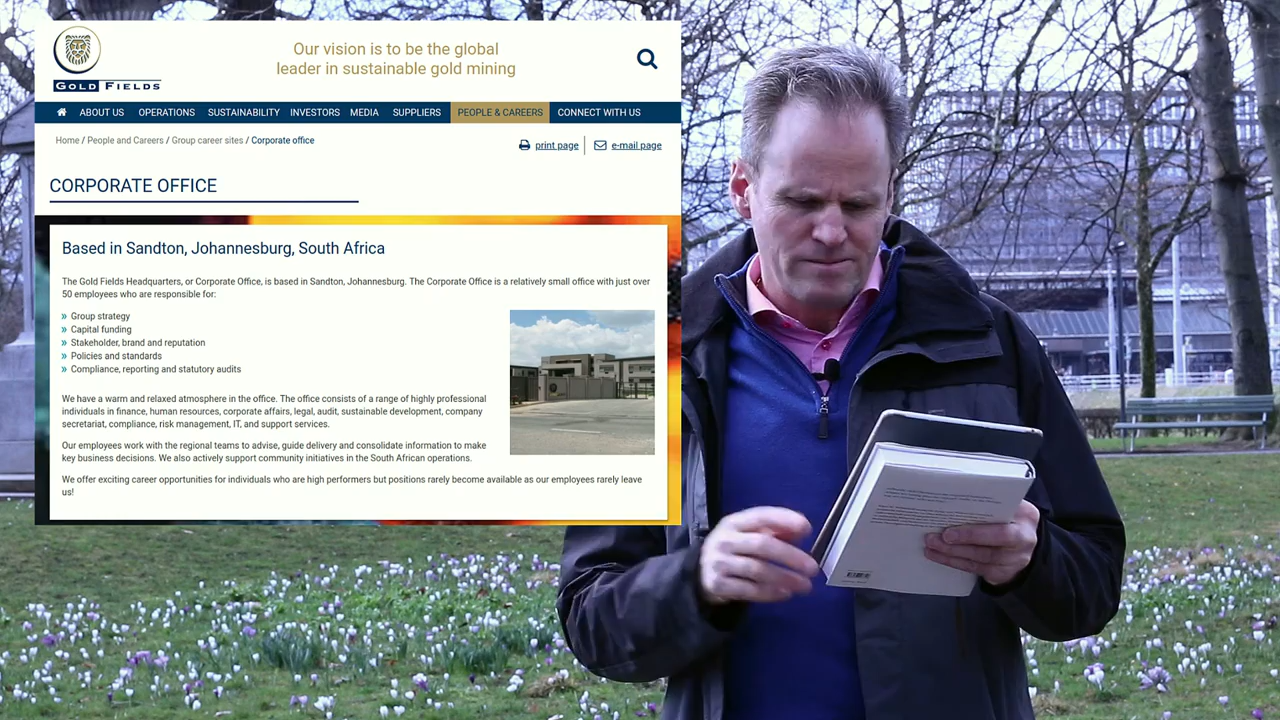 Our vision is to be the global
leader in sustainable gold mining
GOLD FIELDS
ABOUT US OPERATIONS SUSTAINABILITY INVESTORS MEDIA SUPPLIERS PEOPLE & CAREERS CONNECT WITH US
Home / People and Careers / Group career sites / Corporate office
print page e-mail page
CORPORATE OFFICE
Based in Sandton, Johannesburg, South Africa
The Gold Fields Headquarters, or Corporate Office, is based in Sandton, Johannesburg. The Corporate Office is a relatively small office with just over
50 employees who are responsible for:
» Group strategy
» Capital funding
» Stakeholder, brand and reputation
» Policies and standards
» Compliance, reporting and statutory audits
We have a warm and relaxed atmosphere in the office. The office consists of a range of highly professional
individuals in finance, human resources, corporate affairs, legal, audit, sustainable development, company
secretariat, compliance, risk management, IT, and support services.
Our employees work with the regional teams to advise, guide delivery and consolidate information to make
key business decisions. We also actively support community initiatives in the South African operations.
We offer exciting career opportunities for individuals who are high performers but positions rarely become available as our employees rarely leave
us!